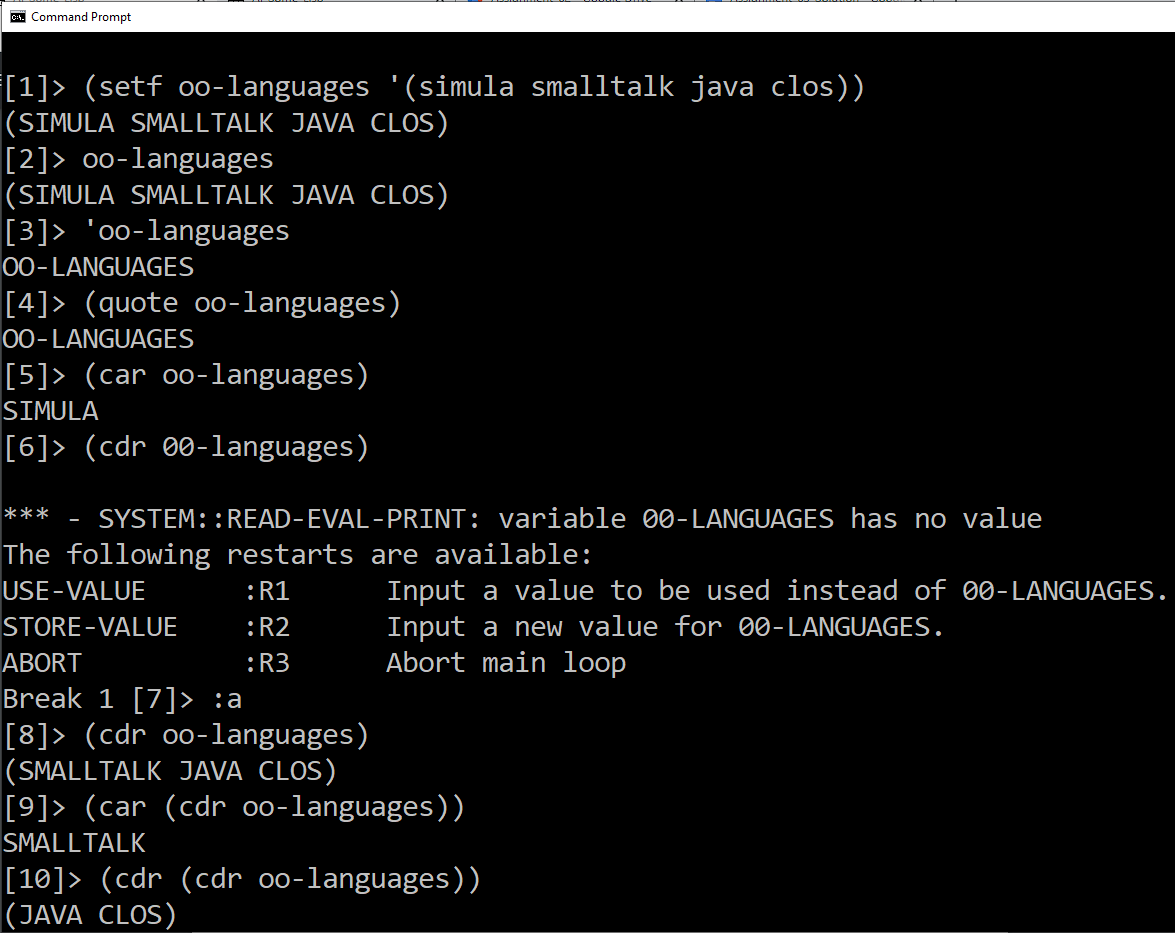 Command Prompt
[1]> (setf oo-languages '(simula smalltalk java clos))
(SIMULA SMALLTALK JAVA CLOS)
[2]> oo-languages
(SIMULA SMALLTALK JAVA CLOS)
[3]> 'oo-languages
OO-LANGUAGES
[4]> (quote oo-languages)
OO-LANGUAGES
[5]> (car oo-languages)
SIMULA
[6]> (cdr 00-languages)
*** - SYSTEM::READ-EVAL-PRINT: variable 00-LANGUAGES has no value
The following restarts are available:
USE-VALUE      :R1      Input a value to be used instead of 00-LANGUAGES.
STORE-VALUE    :R2      Input a new value for 00-LANGUAGES.
ABORT          :R3      Abort main loop
Break 1 [7]> :a
[8]> (cdr oo-languages)
(SMALLTALK JAVA CLOS)
[9]> (car (cdr oo-languages))
SMALLTALK
[10]> (cdr (cdr oo-languages))
(JAVA CLOS)